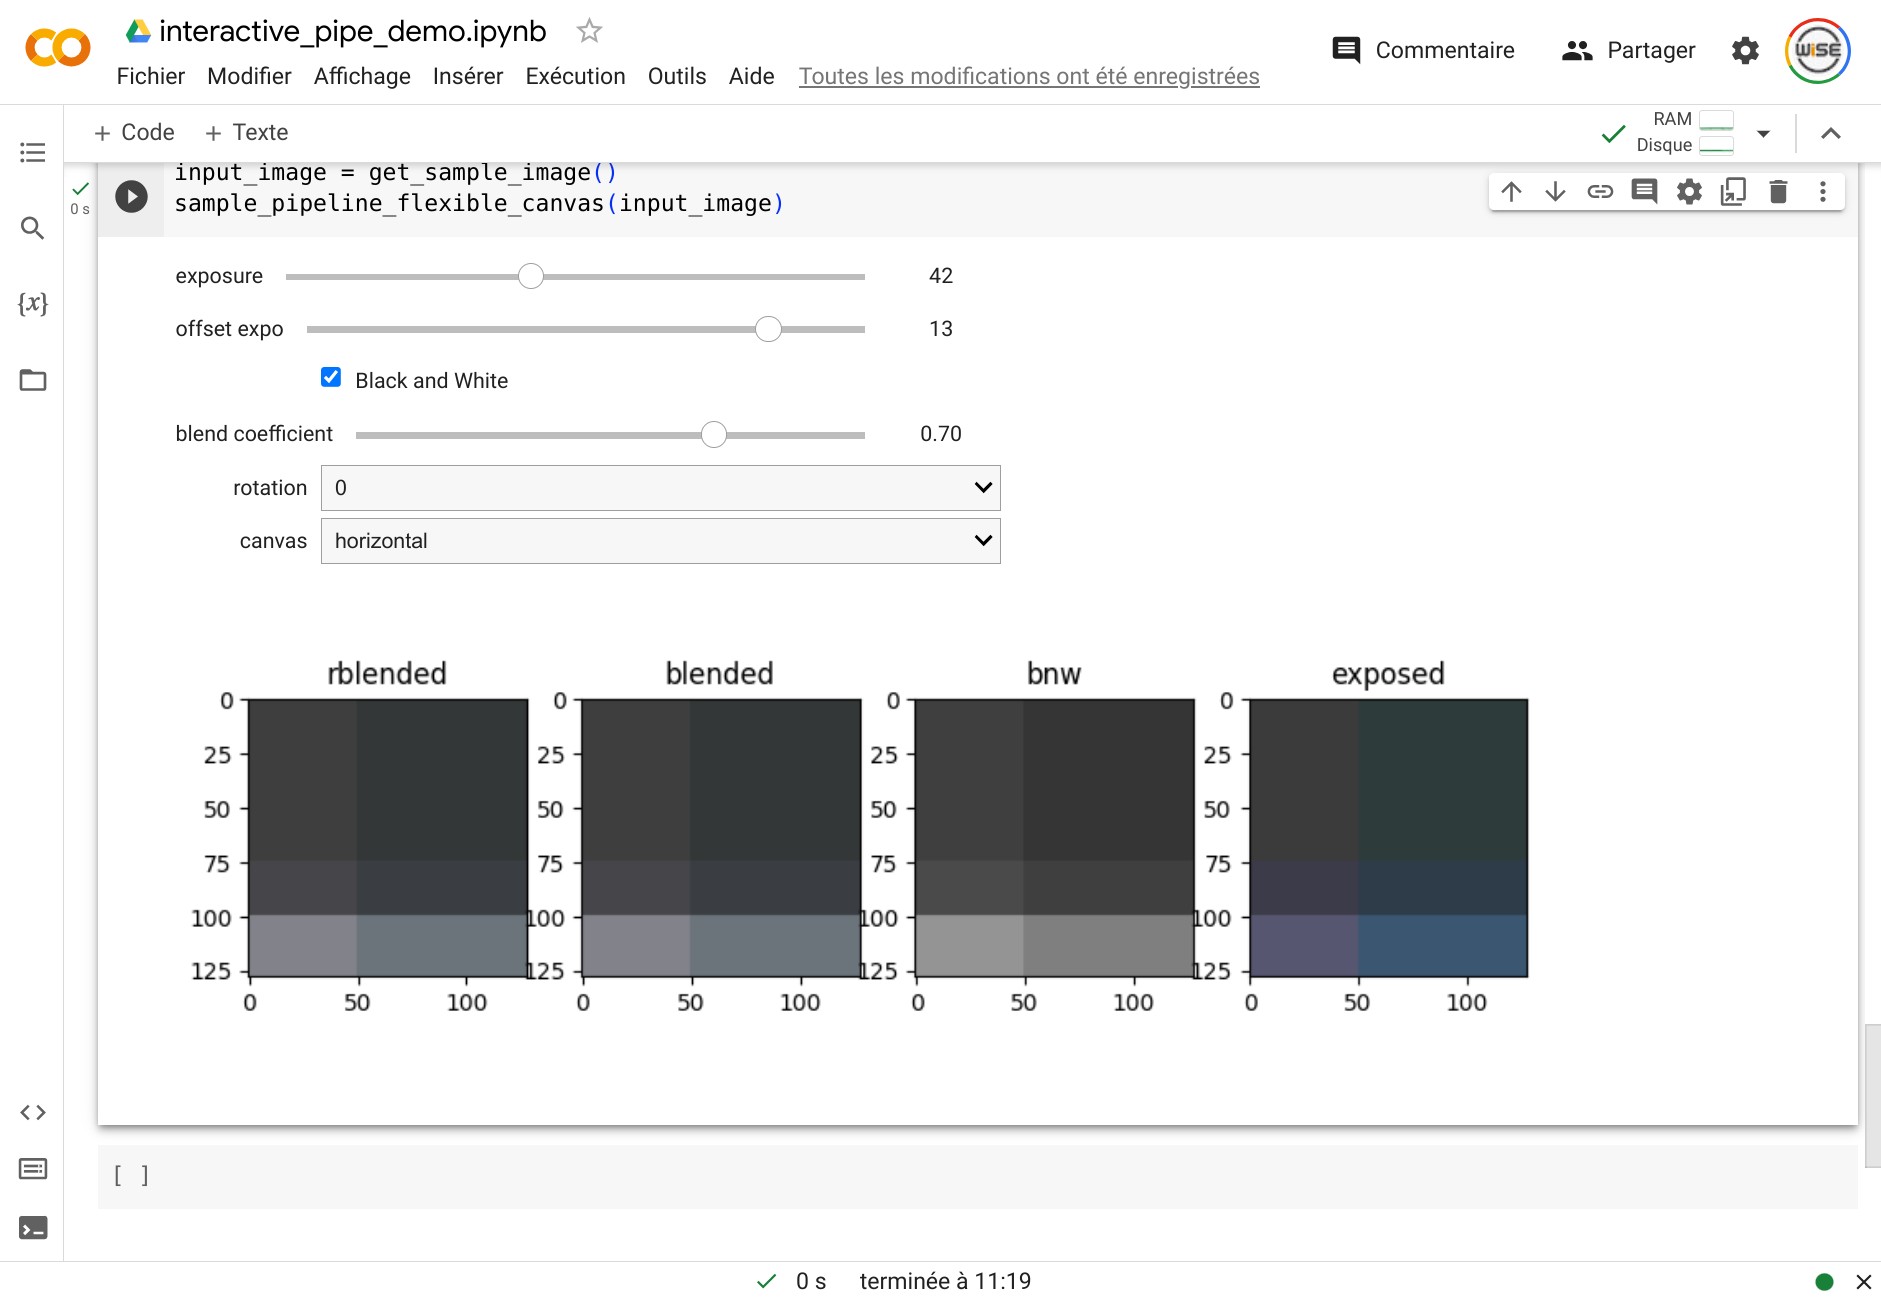 interactive_pipe_demo.ipynb
Commentaire
Partager
WiSE
Fichier Modifier Affichage Insérer Exécution Outils Aide Toutes les modifications ont été enregistrées
+ Code + Texte
RAM
Disque
input_image = get_sample_image()
sample_pipeline_flexible_canvas(input_image)
0 s
{x}
exposure 42
offset expo 13
Black and White
blend coefficient 0.70
rotation 0
canvas horizontal
rblended blended bnw exposed
0 0 0 0
25 25 25 25
50 50 50 50
75 75 75 75
100 100 100 100
125 125 125 125
0 50 100 0 50 100 0 50 100 0 50 100
[ ]
0 s terminée à 11:19